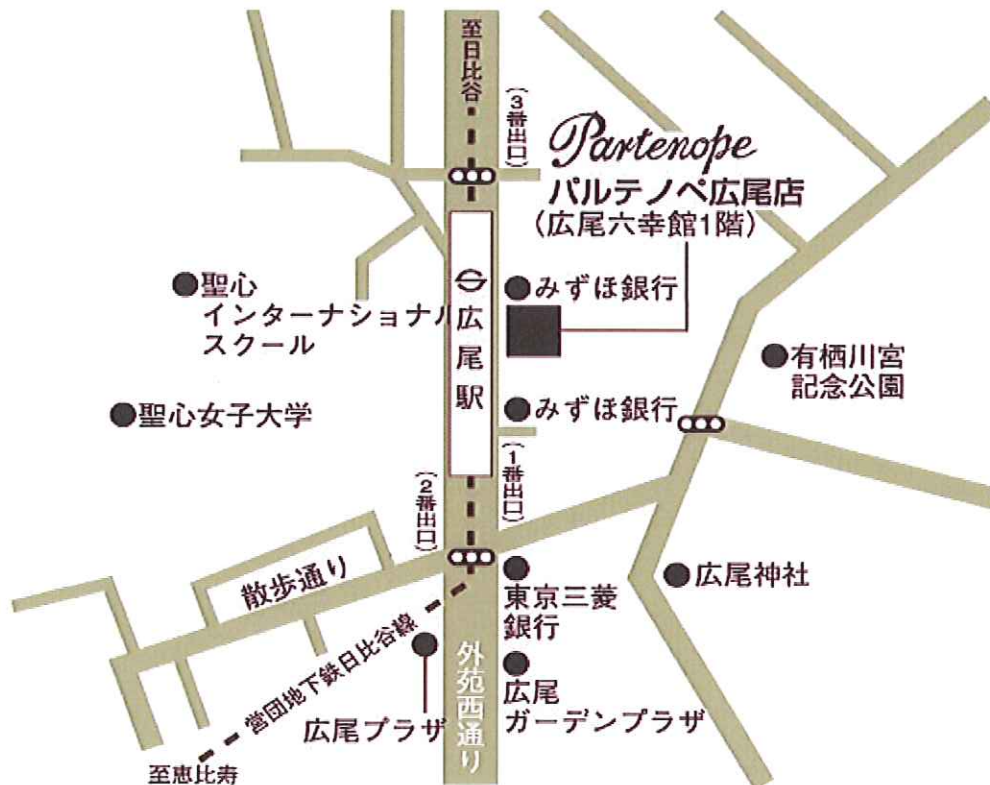 至日比谷
(3番出口)
Partenope
パルテノペ広尾店
(広尾六幸館1階)
聖心
インターナショナル
スクール
広尾駅
みずほ銀行
有栖川宮
記念公園
聖心女子大学
みずほ銀行
(1番出口)
(2番出口)
散歩通り
広尾神社
東京三菱
銀行
営団地下鉄日比谷線
外苑西通り
広尾
ガーデンプラザ
広尾プラザ
至恵比寿